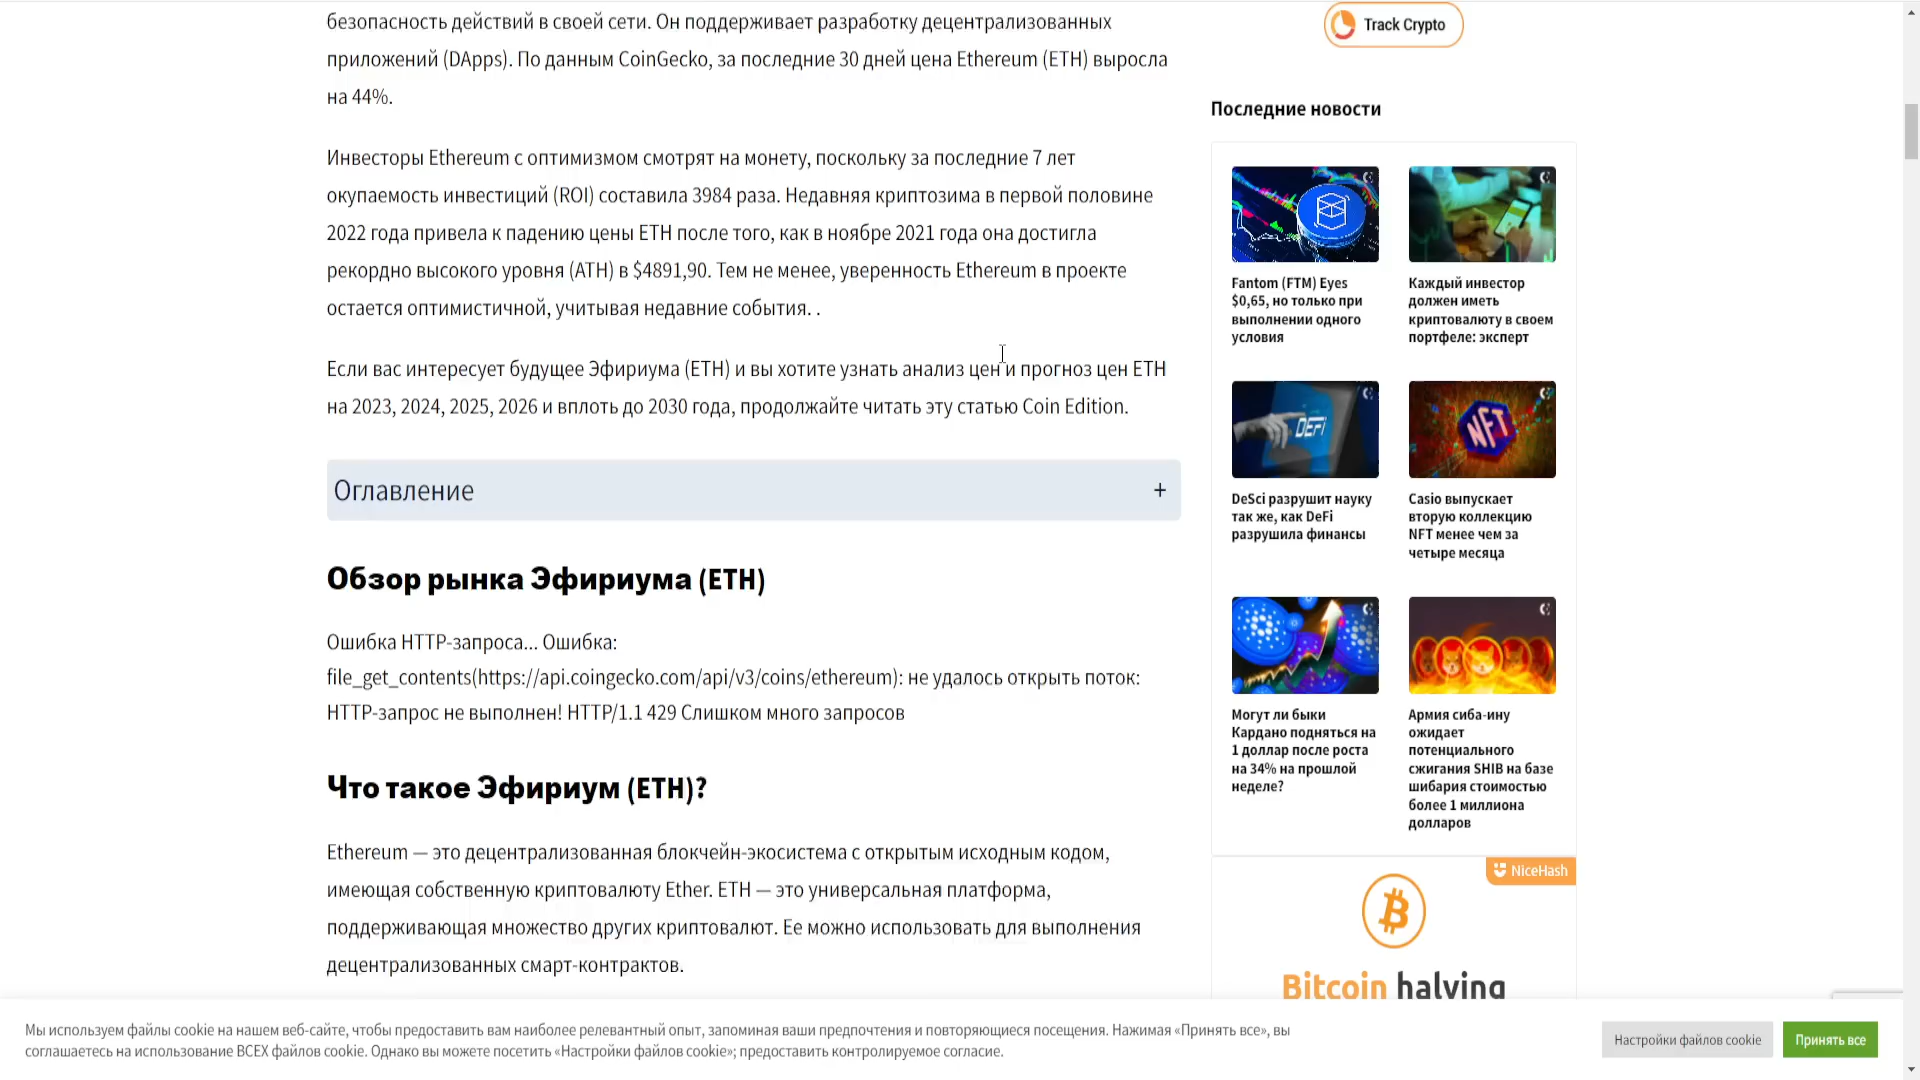 безопасность действий в своей сети. Он поддерживает разработку децентрализованных
приложений (DApps). По данным CoinGecko, за последние 30 дней цена Ethereum (ETH) выросла
на 44%.
Инвесторы Ethereum с оптимизмом смотрят на монету, поскольку за последние 7 лет
окупаемость инвестиций (ROI) составила 3984 раза. Недавняя криптозима в первой половине
2022 года привела к падению цены ETH после того, как в ноябре 2021 года она достигла
рекордно высокого уровня (ATH) в $4891,90. Тем не менее, уверенность Ethereum в проекте
остается оптимистичной, учитывая недавние события. .
Если вас интересует будущее Эфириума (ETH) и вы хотите узнать анализ цен и прогноз цен ETH
на 2023, 2024, 2025, 2026 и вплоть до 2030 года, продолжайте читать эту статью Coin Edition.
Оглавление +
Обзор рынка Эфириума (ETH)
Ошибка HTTP-запроса... Ошибка:
file_get_contents(https://api.coingecko.com/api/v3/coins/ethereum): не удалось открыть поток:
HTTP-запрос не выполнен! HTTP/1.1 429 Слишком много запросов
Что такое Эфириум (ETH)?
Ethereum — это децентрализованная блокчейн-экосистема с открытым исходным кодом,
имеющая собственную криптовалюту Ether. ETH — это универсальная платформа,
поддерживающая множество других криптовалют. Ее можно использовать для выполнения
децентрализованных смарт-контрактов.
Track Crypto
Последние новости
Fantom (FTM) Eyes
$0,65, но только при
выполнении одного
условия
Каждый инвестор
должен иметь
криптовалюту в своем
портфеле: эксперт
DEFi
DeSci разрушит науку
так же, как DeFi
разрушила финансы
NFT
Casio выпускает
вторую коллекцию
NFT менее чем за
четыре месяца
Могут ли быки
Кардано подняться на
1 доллар после роста
на 34% на прошлой
неделе?
Армия сиба-ину
ожидает
потенциального
сжигания SHIB на базе
шибария стоимостью
более 1 миллиона
долларов
NiceHash
Bitcoin halving
Мы используем файлы cookie на нашем веб-сайте, чтобы предоставить вам наиболее релевантный опыт, запоминая ваши предпочтения и повторяющиеся посещения. Нажимая «Принять все», вы
соглашаетесь на использование ВСЕХ файлов cookie. Однако вы можете посетить «Настройки файлов cookie»; предоставить контролируемое согласие.
Настройки файлов cookie
Принять все